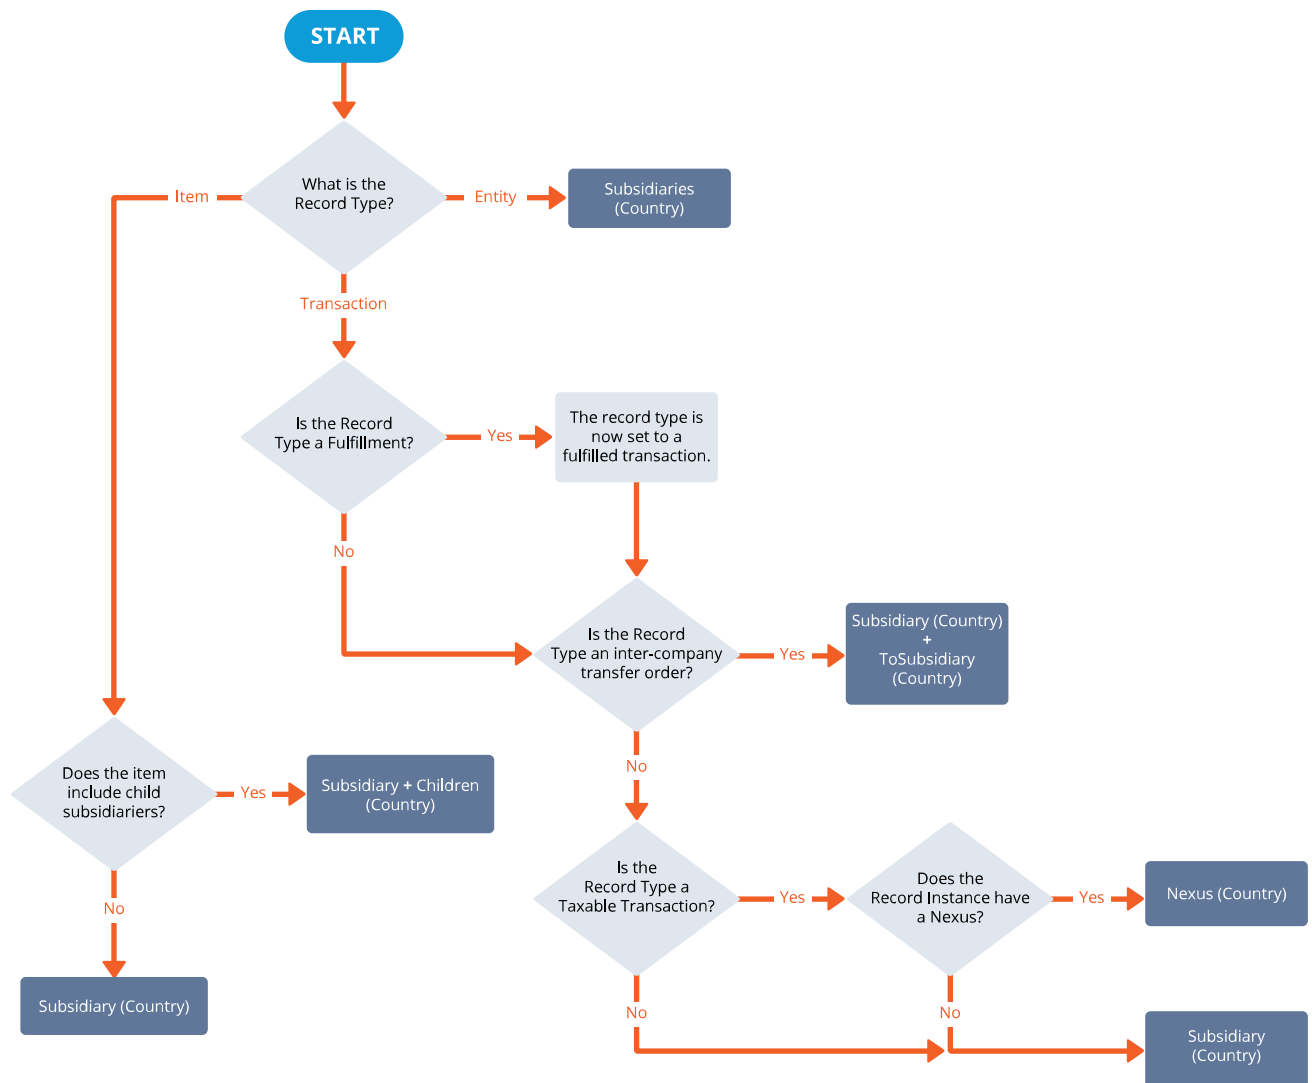 START
What is the
Record Type?
Item
Entity
Subsidiaries
(Country)
Transaction
Is the Record
Type a Fulfillment?
Yes
The record type is
now set to a
fulfilled transaction.
No
Is the Record
Type an inter-company
transfer order?
Yes
Subsidiary (Country)
+
ToSubsidiary
(Country)
No
Does the item
include child
subsidiariers?
Yes
Subsidiary + Children
(Country)
No
Subsidiary (Country)
Is the
Record Type a
Taxable Transaction?
Yes
Does the
Record Instance have
a Nexus?
Yes
Nexus (Country)
No
No
Subsidiary
(Country)